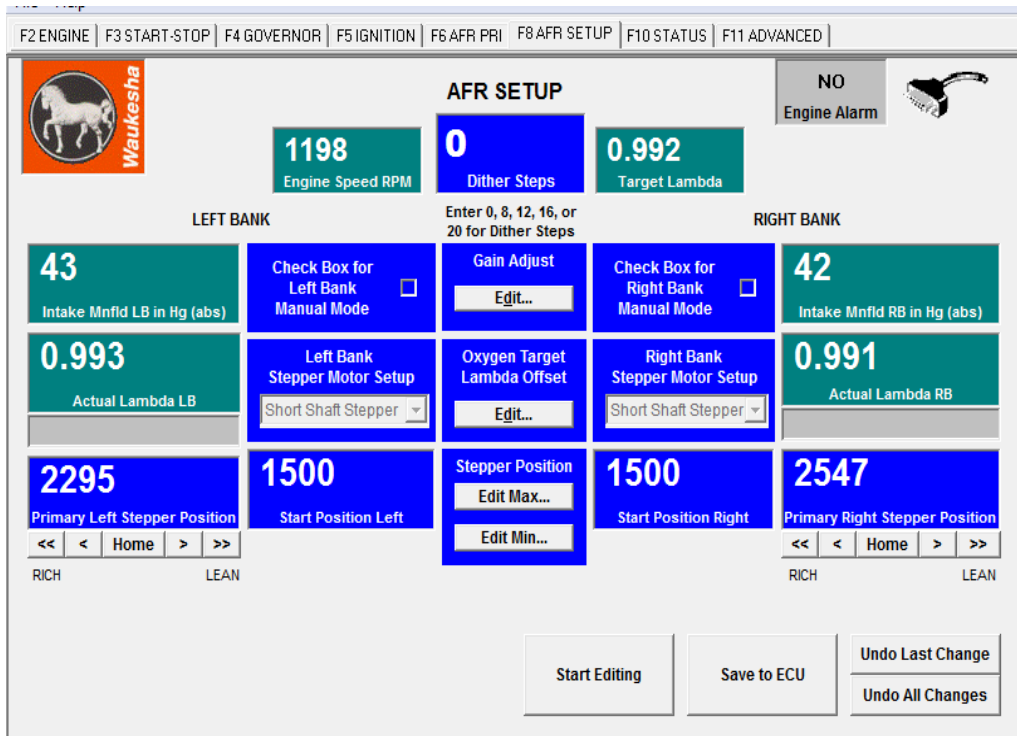 F2 ENGINE F3 START-STOP F4 GOVERNOR F5 IGNITION F6 AFR PRI F8 AFR SETUP F10 STATUS F11 ADVANCED
Waukesha
AFR SETUP
NO
Engine Alarm
1198
Engine Speed RPM
0
Dither Steps
0.992
Target Lambda
LEFT BANK
Enter 0, 8, 12, 16, or
20 for Dither Steps
RIGHT BANK
43
Intake Mnfld LB in Hg (abs)
Check Box for
Left Bank
Manual Mode
Gain Adjust
Edit...
Check Box for
Right Bank
Manual Mode
42
Intake Mnfld RB in Hg (abs)
0.993
Actual Lambda LB
Left Bank
Stepper Motor Setup
Short Shaft Stepper
Oxygen Target
Lambda Offset
Edit...
Right Bank
Stepper Motor Setup
Short Shaft Stepper
0.991
Actual Lambda RB
2295
Primary Left Stepper Position
<< < Home > >>
RICH LEAN
1500
Start Position Left
Stepper Position
Edit Max...
Edit Min...
1500
Start Position Right
2547
Primary Right Stepper Position
<< < Home > >>
RICH LEAN
Start Editing
Save to ECU
Undo Last Change
Undo All Changes